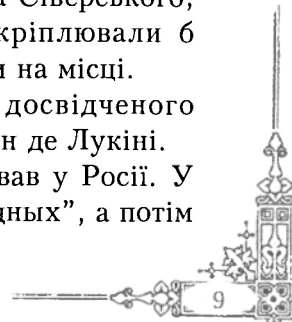 Сіверського,
кріплювали б
на місці.
досвідченого
н де Лукіні.
вав у Росії. У
дных”, а потім
9